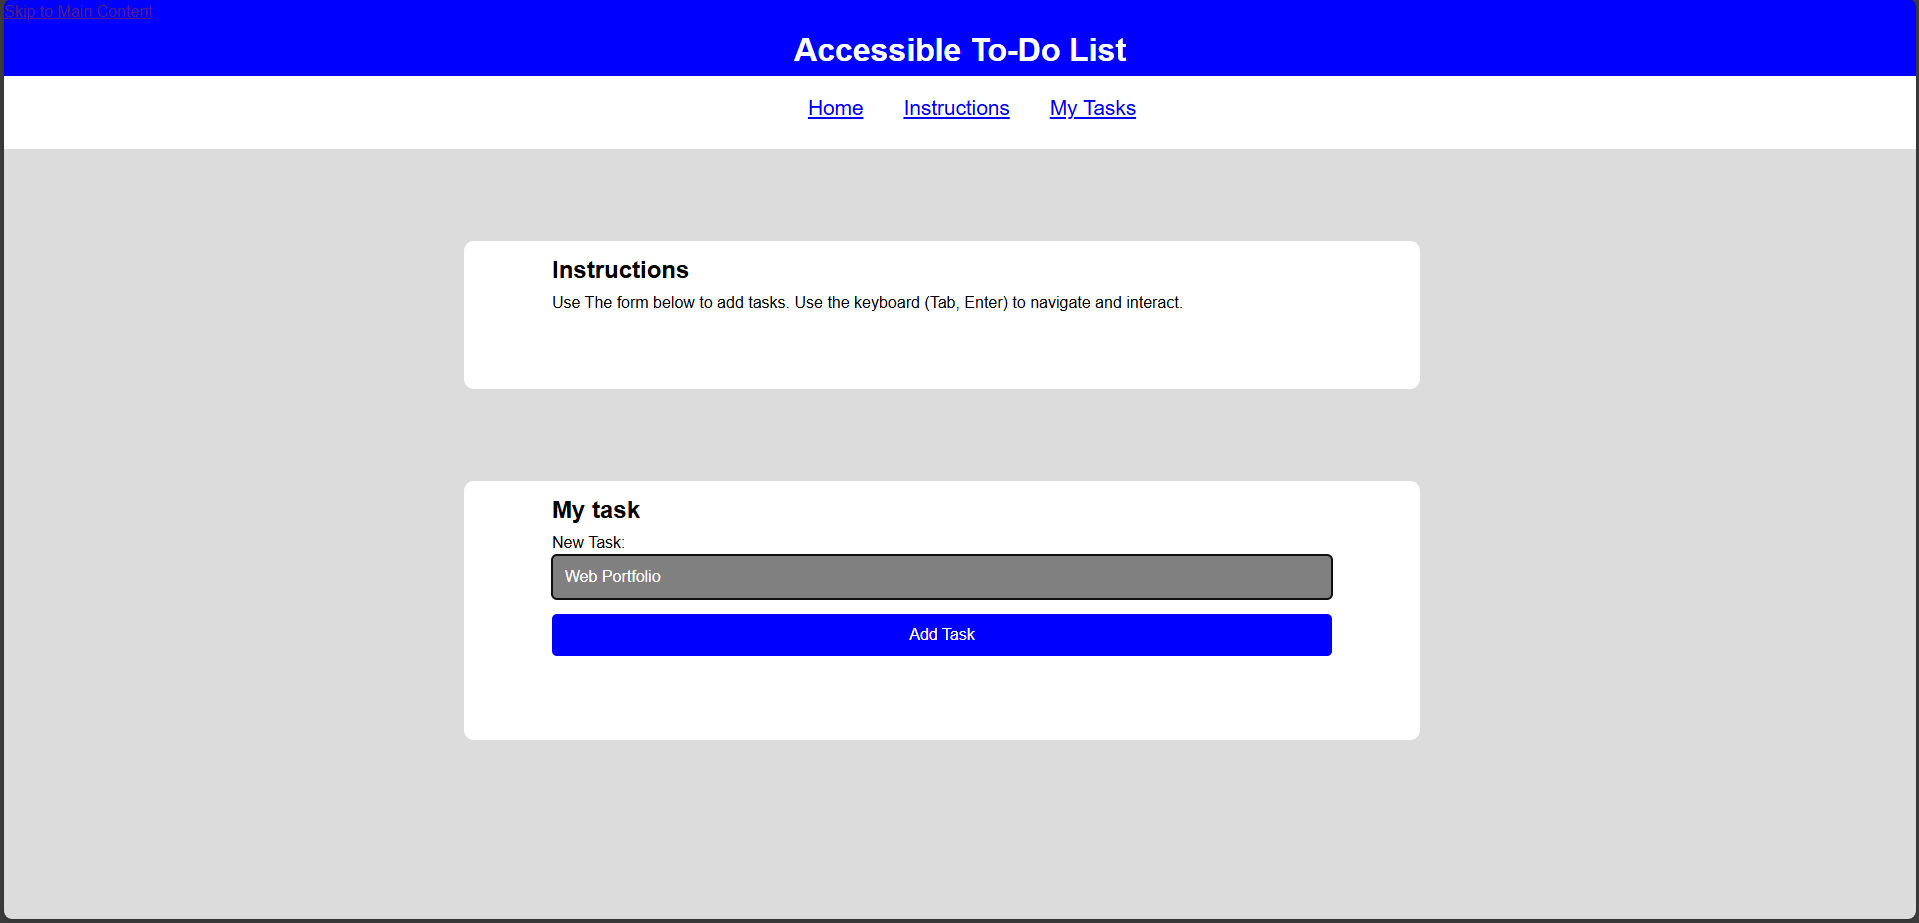 Skip to Main Content
Accessible To-Do List
Home Instructions My Tasks
Instructions
Use The form below to add tasks. Use the keyboard (Tab, Enter) to navigate and interact.
My task
New Task:
Web Portfolio
Add Task